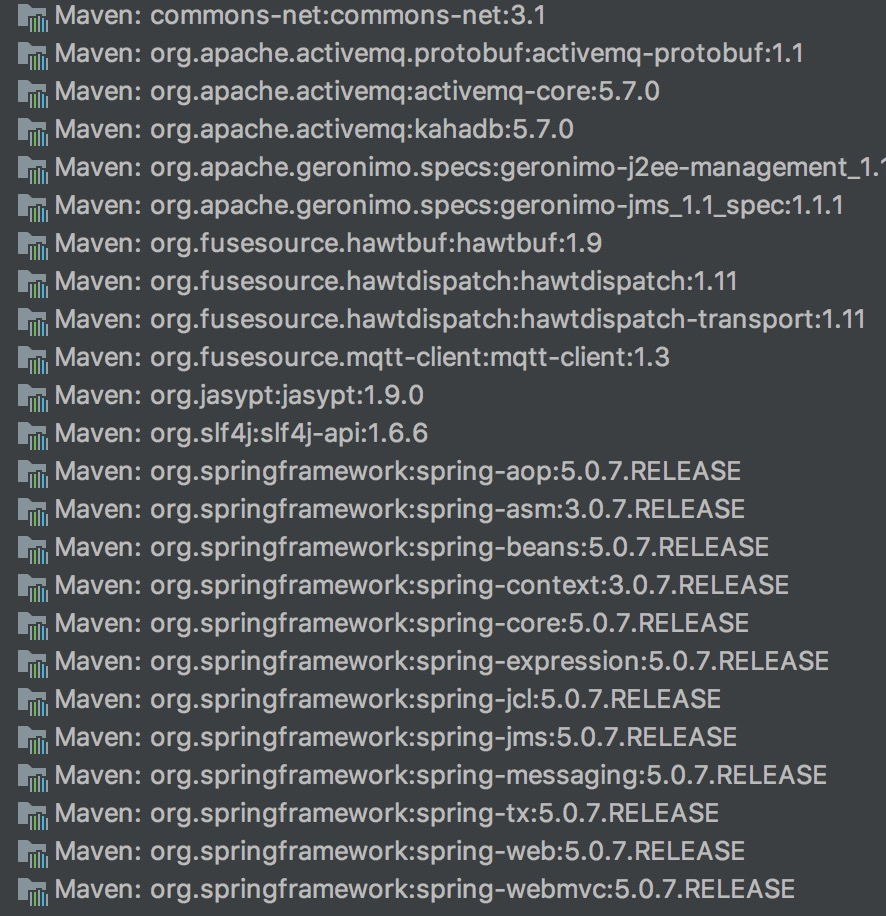 Maven: commons-net:commons-net:3.1
Maven: org.apache.activemq.protobuf:activemq-protobuf:1.1
Maven: org.apache.activemq:activemq-core:5.7.0
Maven: org.apache.activemq:kahadb:5.7.0
Maven: org.apache.geronimo.specs:geronimo-j2ee-management_1.1
Maven: org.apache.geronimo.specs:geronimo-jms_1.1_spec:1.1.1
Maven: org.fusesource.hawtbuf:hawtbuf:1.9
Maven: org.fusesource.hawtdispatch:hawtdispatch:1.11
Maven: org.fusesource.hawtdispatch:hawtdispatch-transport:1.11
Maven: org.fusesource.mqtt-client:mqtt-client:1.3
Maven: org.jasypt:jasypt:1.9.0
Maven: org.slf4j:slf4j-api:1.6.6
Maven: org.springframework:spring-aop:5.0.7.RELEASE
Maven: org.springframework:spring-asm:3.0.7.RELEASE
Maven: org.springframework:spring-beans:5.0.7.RELEASE
Maven: org.springframework:spring-context:3.0.7.RELEASE
Maven: org.springframework:spring-core:5.0.7.RELEASE
Maven: org.springframework:spring-expression:5.0.7.RELEASE
Maven: org.springframework:spring-jcl:5.0.7.RELEASE
Maven: org.springframework:spring-jms:5.0.7.RELEASE
Maven: org.springframework:spring-messaging:5.0.7.RELEASE
Maven: org.springframework:spring-tx:5.0.7.RELEASE
Maven: org.springframework:spring-web:5.0.7.RELEASE
Maven: org.springframework:spring-webmvc:5.0.7.RELEASE